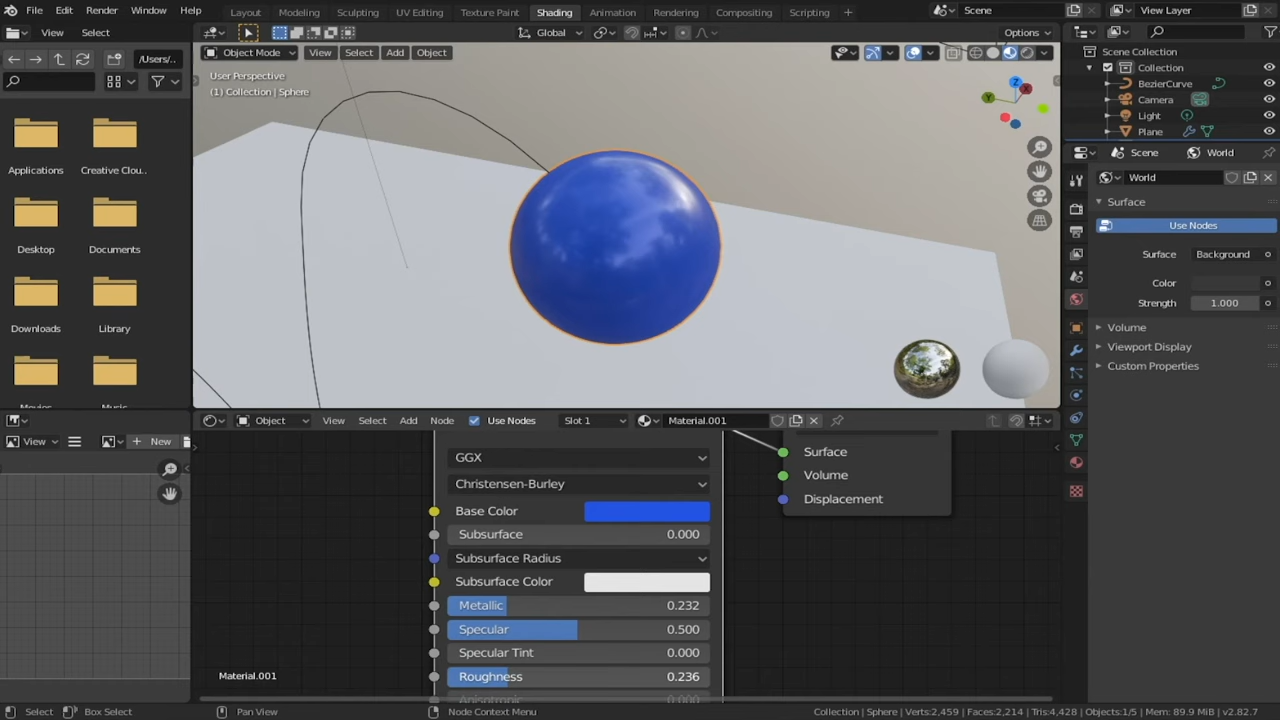 File Edit Render Window Help Layout Modeling Sculpting UV Editing Texture Paint Shading Animation Rendering Compositing Scripting + Scene View Layer
View Select Global Options
/Users/..
Object Mode View Select Add Object
User Perspective
(1) Collection | Sphere
Applications Creative Clou..
Desktop Documents
Downloads Library
Movies Music
Z
X
Y
Scene Collection
Collection
BezierCurve
Camera
Light
Plane
Scene World
World
Surface
Use Nodes
Surface Background
Color
Strength 1.000
Volume
Viewport Display
Custom Properties
View New
Object View Select Add Node Use Nodes Slot 1 Material.001
GGX
Christensen-Burley
Base Color
Subsurface 0.000
Subsurface Radius
Subsurface Color
Metallic 0.232
Specular 0.500
Specular Tint 0.000
Roughness 0.236
Surface
Volume
Displacement
Material.001
Select Box Select Pan View Node Context Menu Collection | Sphere | Verts:2,459 | Faces:2,214 | Tris:4,428 | Objects:1/5 | Mem: 89.9 MiB | v2.82.7